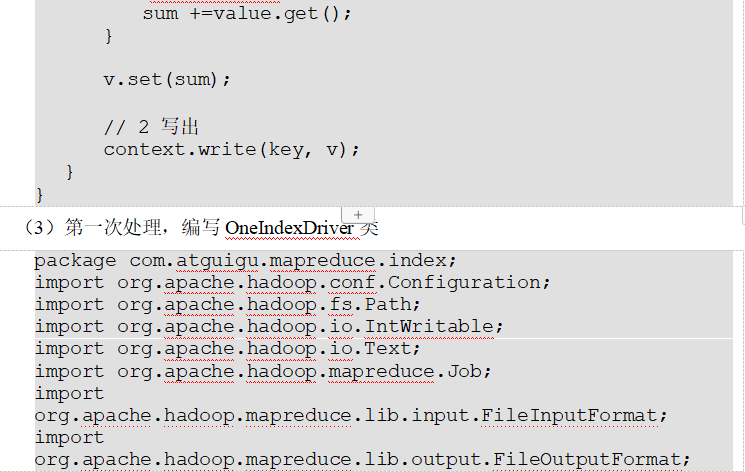 sum +=value.get();
}
v.set(sum);
// 2 写出
context.write(key, v);
}
}
（3）第一次处理，编写 OneIndexDriver 类
package com.atguigu.mapreduce.index;
import org.apache.hadoop.conf.Configuration;
import org.apache.hadoop.fs.Path;
import org.apache.hadoop.io.IntWritable;
import org.apache.hadoop.io.Text;
import org.apache.hadoop.mapreduce.Job;
import
org.apache.hadoop.mapreduce.lib.input.FileInputFormat;
import
org.apache.hadoop.mapreduce.lib.output.FileOutputFormat;